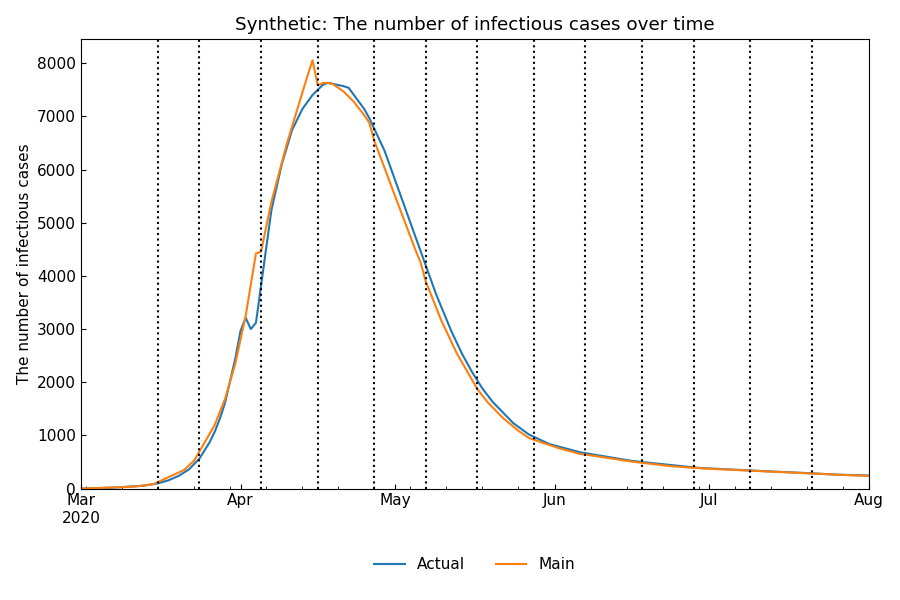 Synthetic: The number of infectious cases over time
The number of infectious cases
8000
7000
6000
5000
4000
3000
2000
1000
0
Mar Apr May Jun Jul Aug
2020
Actual Main